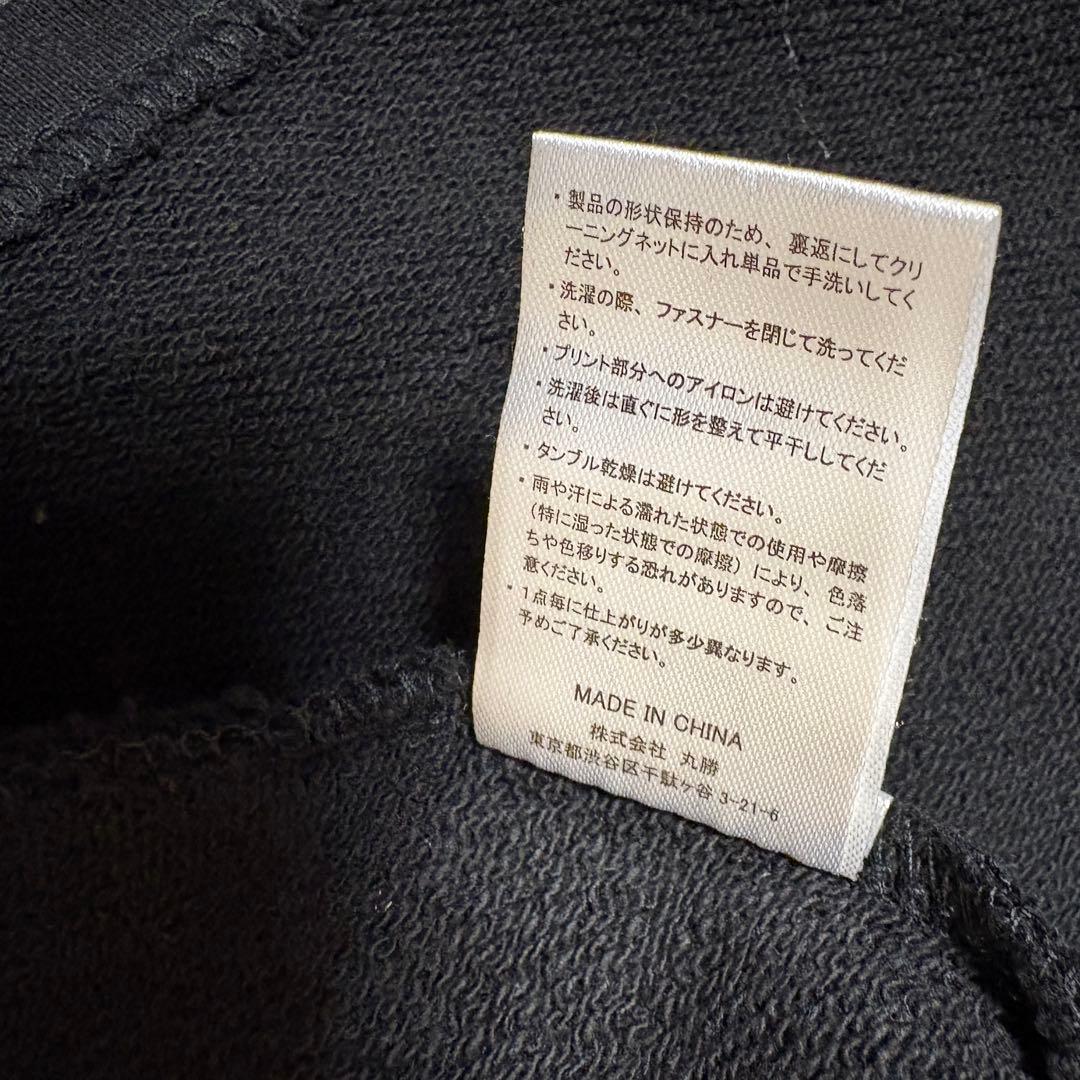 ・製品の形状保持のため、裏返にしてクリ
ーニングネットに入れ単品で手洗いしてく
ださい。
・洗濯の際、ファスナーを閉じて洗ってくだ
さい。
・プリント部分へのアイロンは避けてください。
・洗濯後は直ぐに形を整えて平干ししてくだ
さい。
・タンブル乾燥は避けてください。
・雨や汗による濡れた状態での使用や摩擦
（特に湿った状態での摩擦）により、色落
ちや色移りする恐れがありますので、ご注
意ください。
・1点毎に仕上がりが多少異なります。
予めご了承ください。
MADE IN CHINA
株式会社 丸勝
東京都渋谷区千駄ヶ谷 3-21-6